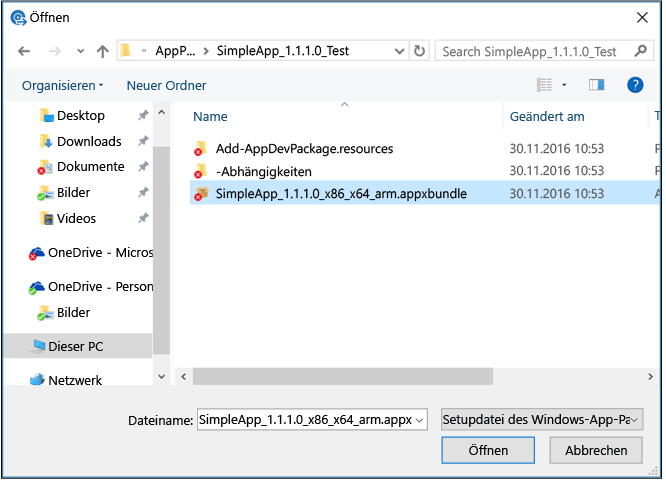 Öffnen
« AppP... > SimpleApp_1.1.1.0_Test
Search SimpleApp_1.1.1.0_Test
Organisieren
Neuer Ordner
?
Name
Geändert am
T
Desktop
Downloads
Dokumente
Bilder
Videos
OneDrive - Micros
OneDrive - Person
Bilder
Dieser PC
Netzwerk
Add-AppDevPackage.resources 30.11.2016 10:53
-Abhängigkeiten 30.11.2016 10:53
SimpleApp_1.1.1.0_x86_x64_arm.appxbundle 30.11.2016 10:53
Dateiname:
SimpleApp_1.1.1.0_x86_x64_arm.appx
Setupdatei des Windows-App-Pa
Öffnen
Abbrechen